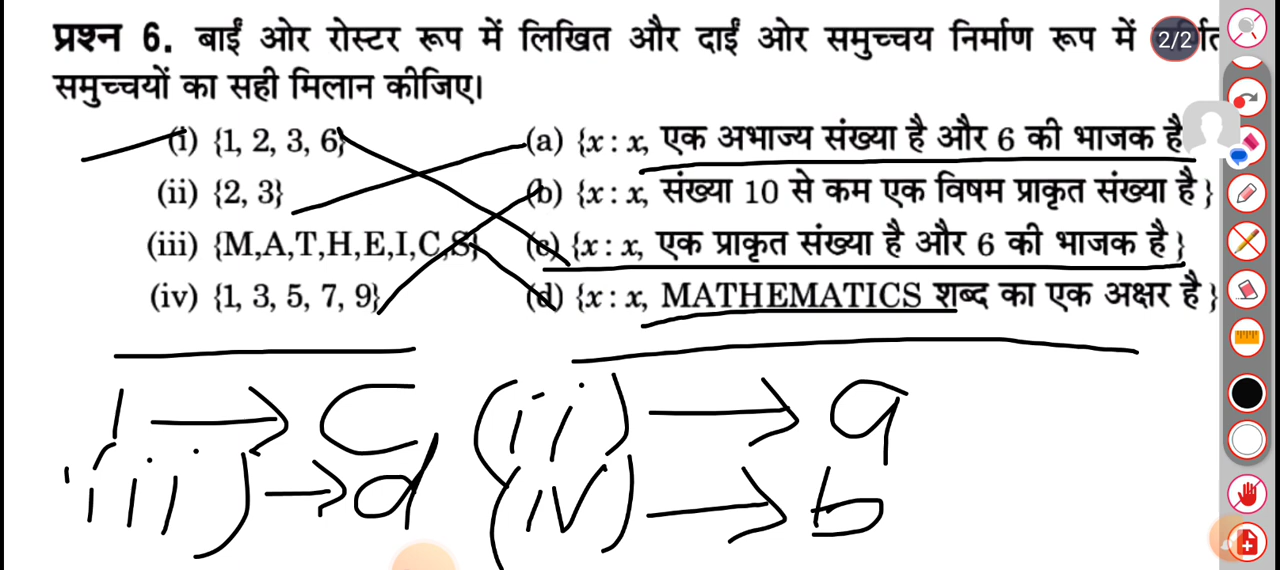 प्रश्न 6. बाईं ओर रोस्टर रूप में लिखित और दाईं ओर समुच्चय निर्माण रूप में
2/2
समुच्चयों का सही मिलान कीजिए।
(i) {1, 2, 3, 6} (a) {x : x, एक अभाज्य संख्या है और 6 की भाजक है
(ii) {2, 3} (b) {x : x, संख्या 10 से कम एक विषम प्राकृत संख्या है }
(iii) {M,A,T,H,E,I,C,S} (c) {x : x, एक प्राकृत संख्या है और 6 की भाजक है }
(iv) {1, 3, 5, 7, 9} (d) {x : x, MATHEMATICS शब्द का एक अक्षर है }
1 → C (ii) → a
iii) → d (iv) → b